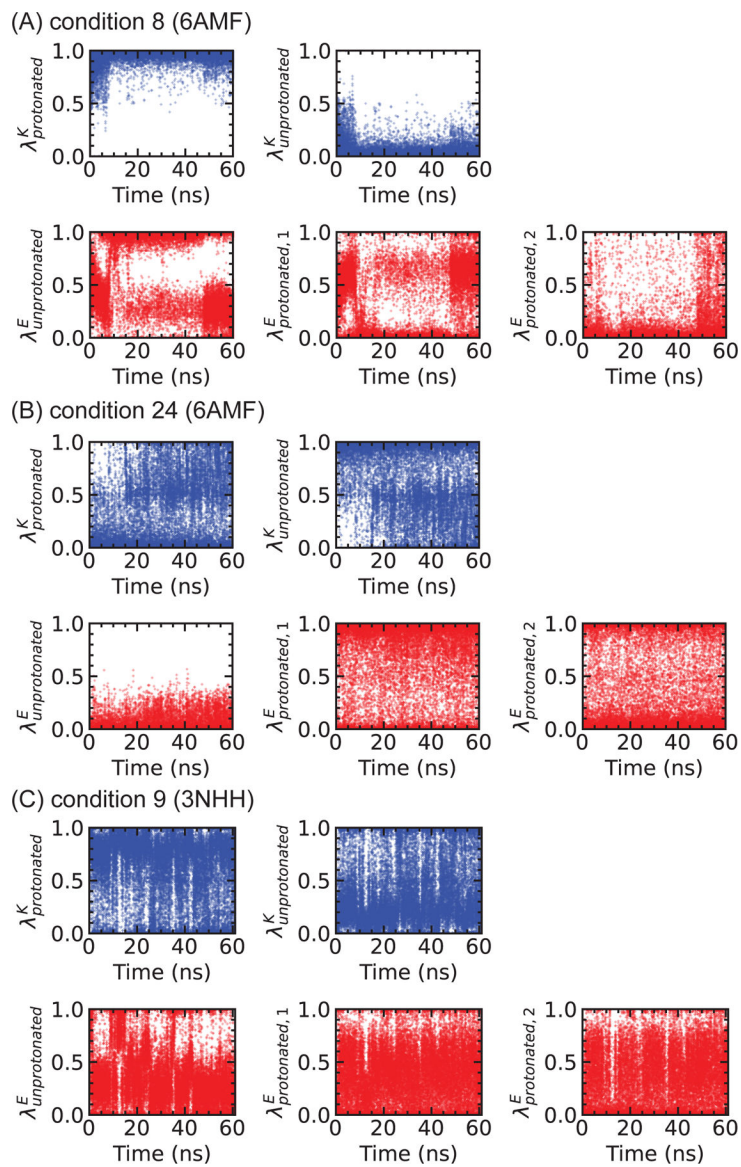 (A) condition 8 (6AMF)
λ^K_protonated
1.0
0.5
0.0
0 20 40 60
Time (ns)
λ^K_unprotonated
1.0
0.5
0.0
0 20 40 60
Time (ns)
λ^E_unprotonated
1.0
0.5
0.0
0 20 40 60
Time (ns)
λ^E_protonated, 1
1.0
0.5
0.0
0 20 40 60
Time (ns)
λ^E_protonated, 2
1.0
0.5
0.0
0 20 40 60
Time (ns)
(B) condition 24 (6AMF)
λ^K_protonated
1.0
0.5
0.0
0 20 40 60
Time (ns)
λ^K_unprotonated
1.0
0.5
0.0
0 20 40 60
Time (ns)
λ^E_unprotonated
1.0
0.5
0.0
0 20 40 60
Time (ns)
λ^E_protonated, 1
1.0
0.5
0.0
0 20 40 60
Time (ns)
λ^E_protonated, 2
1.0
0.5
0.0
0 20 40 60
Time (ns)
(C) condition 9 (3NHH)
λ^K_protonated
1.0
0.5
0.0
0 20 40 60
Time (ns)
λ^K_unprotonated
1.0
0.5
0.0
0 20 40 60
Time (ns)
λ^E_unprotonated
1.0
0.5
0.0
0 20 40 60
Time (ns)
λ^E_protonated, 1
1.0
0.5
0.0
0 20 40 60
Time (ns)
λ^E_protonated, 2
1.0
0.5
0.0
0 20 40 60
Time (ns)